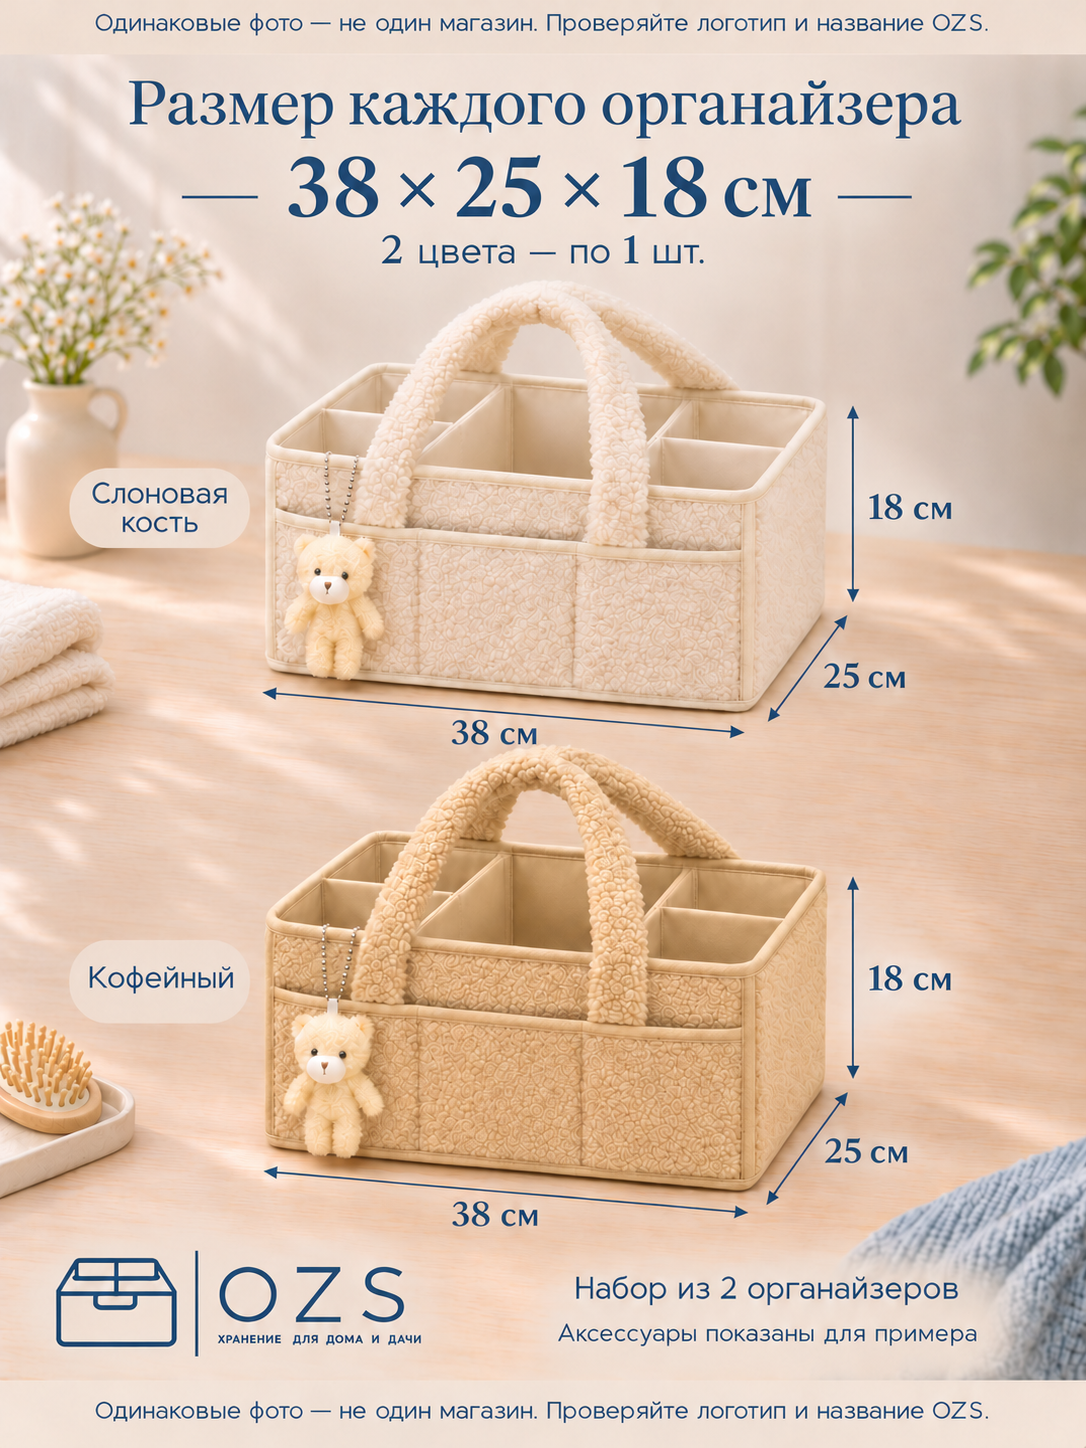 Одинаковые фото — не один магазин. Проверяйте логотип и название OZS.
Размер каждого органайзера
38 × 25 × 18 см
2 цвета — по 1 шт.
Слоновая
кость
18 см
25 см
38 см
Кофейный
18 см
25 см
38 см
OZS
ХРАНЕНИЕ ДЛЯ ДОМА И ДАЧИ
Набор из 2 органайзеров
Аксессуары показаны для примера
Одинаковые фото — не один магазин. Проверяйте логотип и название OZS.